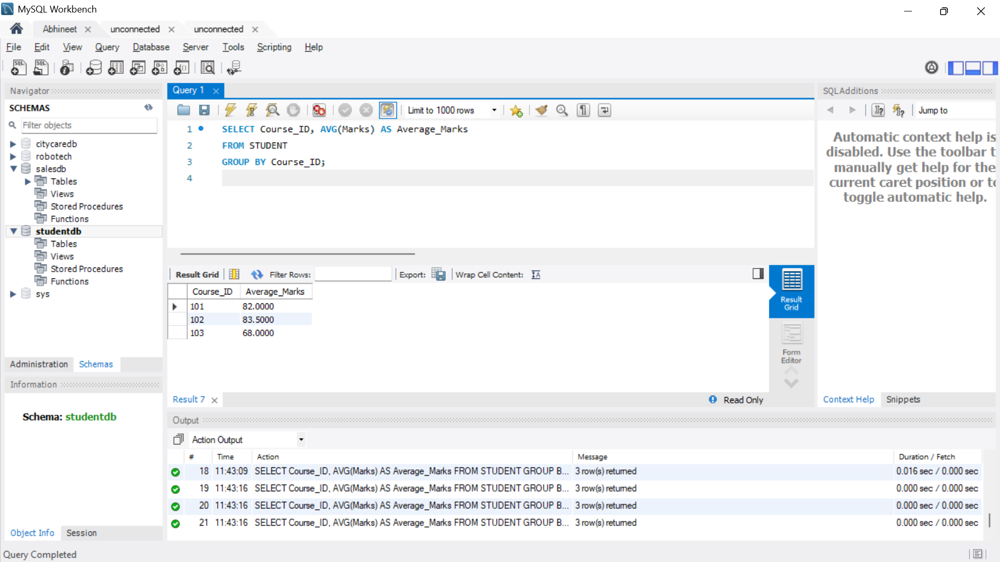 MySQL Workbench
Abhineet
unconnected
unconnected
File Edit View Query Database Server Tools Scripting Help
Navigator
SCHEMAS
Filter objects
citycaredb
robotech
salesdb
Tables
Views
Stored Procedures
Functions
studentdb
Tables
Views
Stored Procedures
Functions
sys
Administration Schemas
Information
Schema: studentdb
Object Info Session
Query 1
Limit to 1000 rows
1 SELECT Course_ID, AVG(Marks) AS Average_Marks
2 FROM STUDENT
3 GROUP BY Course_ID;
4
Result Grid Filter Rows: Export: Wrap Cell Content:
Course_ID Average_Marks
101 82.0000
102 83.5000
103 68.0000
Result
Grid
Form
Editor
Result 7
Read Only
SQLAdditions
Jump to
Automatic context help is
disabled. Use the toolbar t
manually get help for the
current caret position or to
toggle automatic help.
Context Help Snippets
Output
Action Output
# Time Action Message Duration / Fetch
18 11:43:09 SELECT Course_ID, AVG(Marks) AS Average_Marks FROM STUDENT GROUP B... 3 row(s) returned 0.016 sec / 0.000 sec
19 11:43:16 SELECT Course_ID, AVG(Marks) AS Average_Marks FROM STUDENT GROUP B... 3 row(s) returned 0.000 sec / 0.000 sec
20 11:43:16 SELECT Course_ID, AVG(Marks) AS Average_Marks FROM STUDENT GROUP B... 3 row(s) returned 0.000 sec / 0.000 sec
21 11:43:16 SELECT Course_ID, AVG(Marks) AS Average_Marks FROM STUDENT GROUP B... 3 row(s) returned 0.000 sec / 0.000 sec
Query Completed